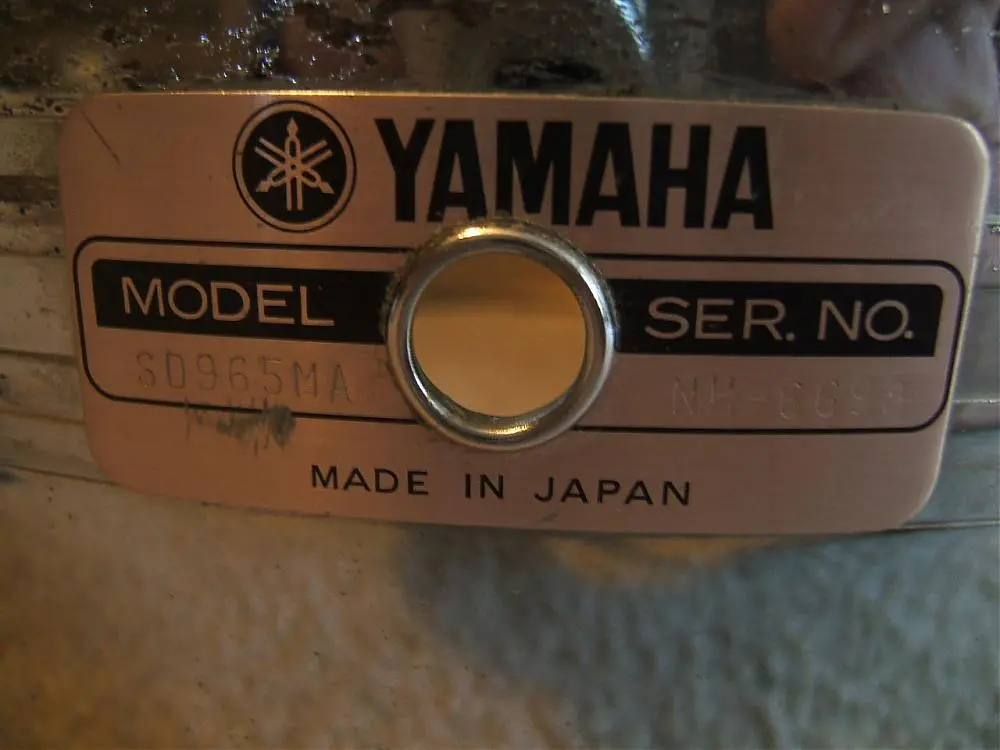 YAMAHA
MODEL SER. NO.
SD965MA
MADE IN JAPAN